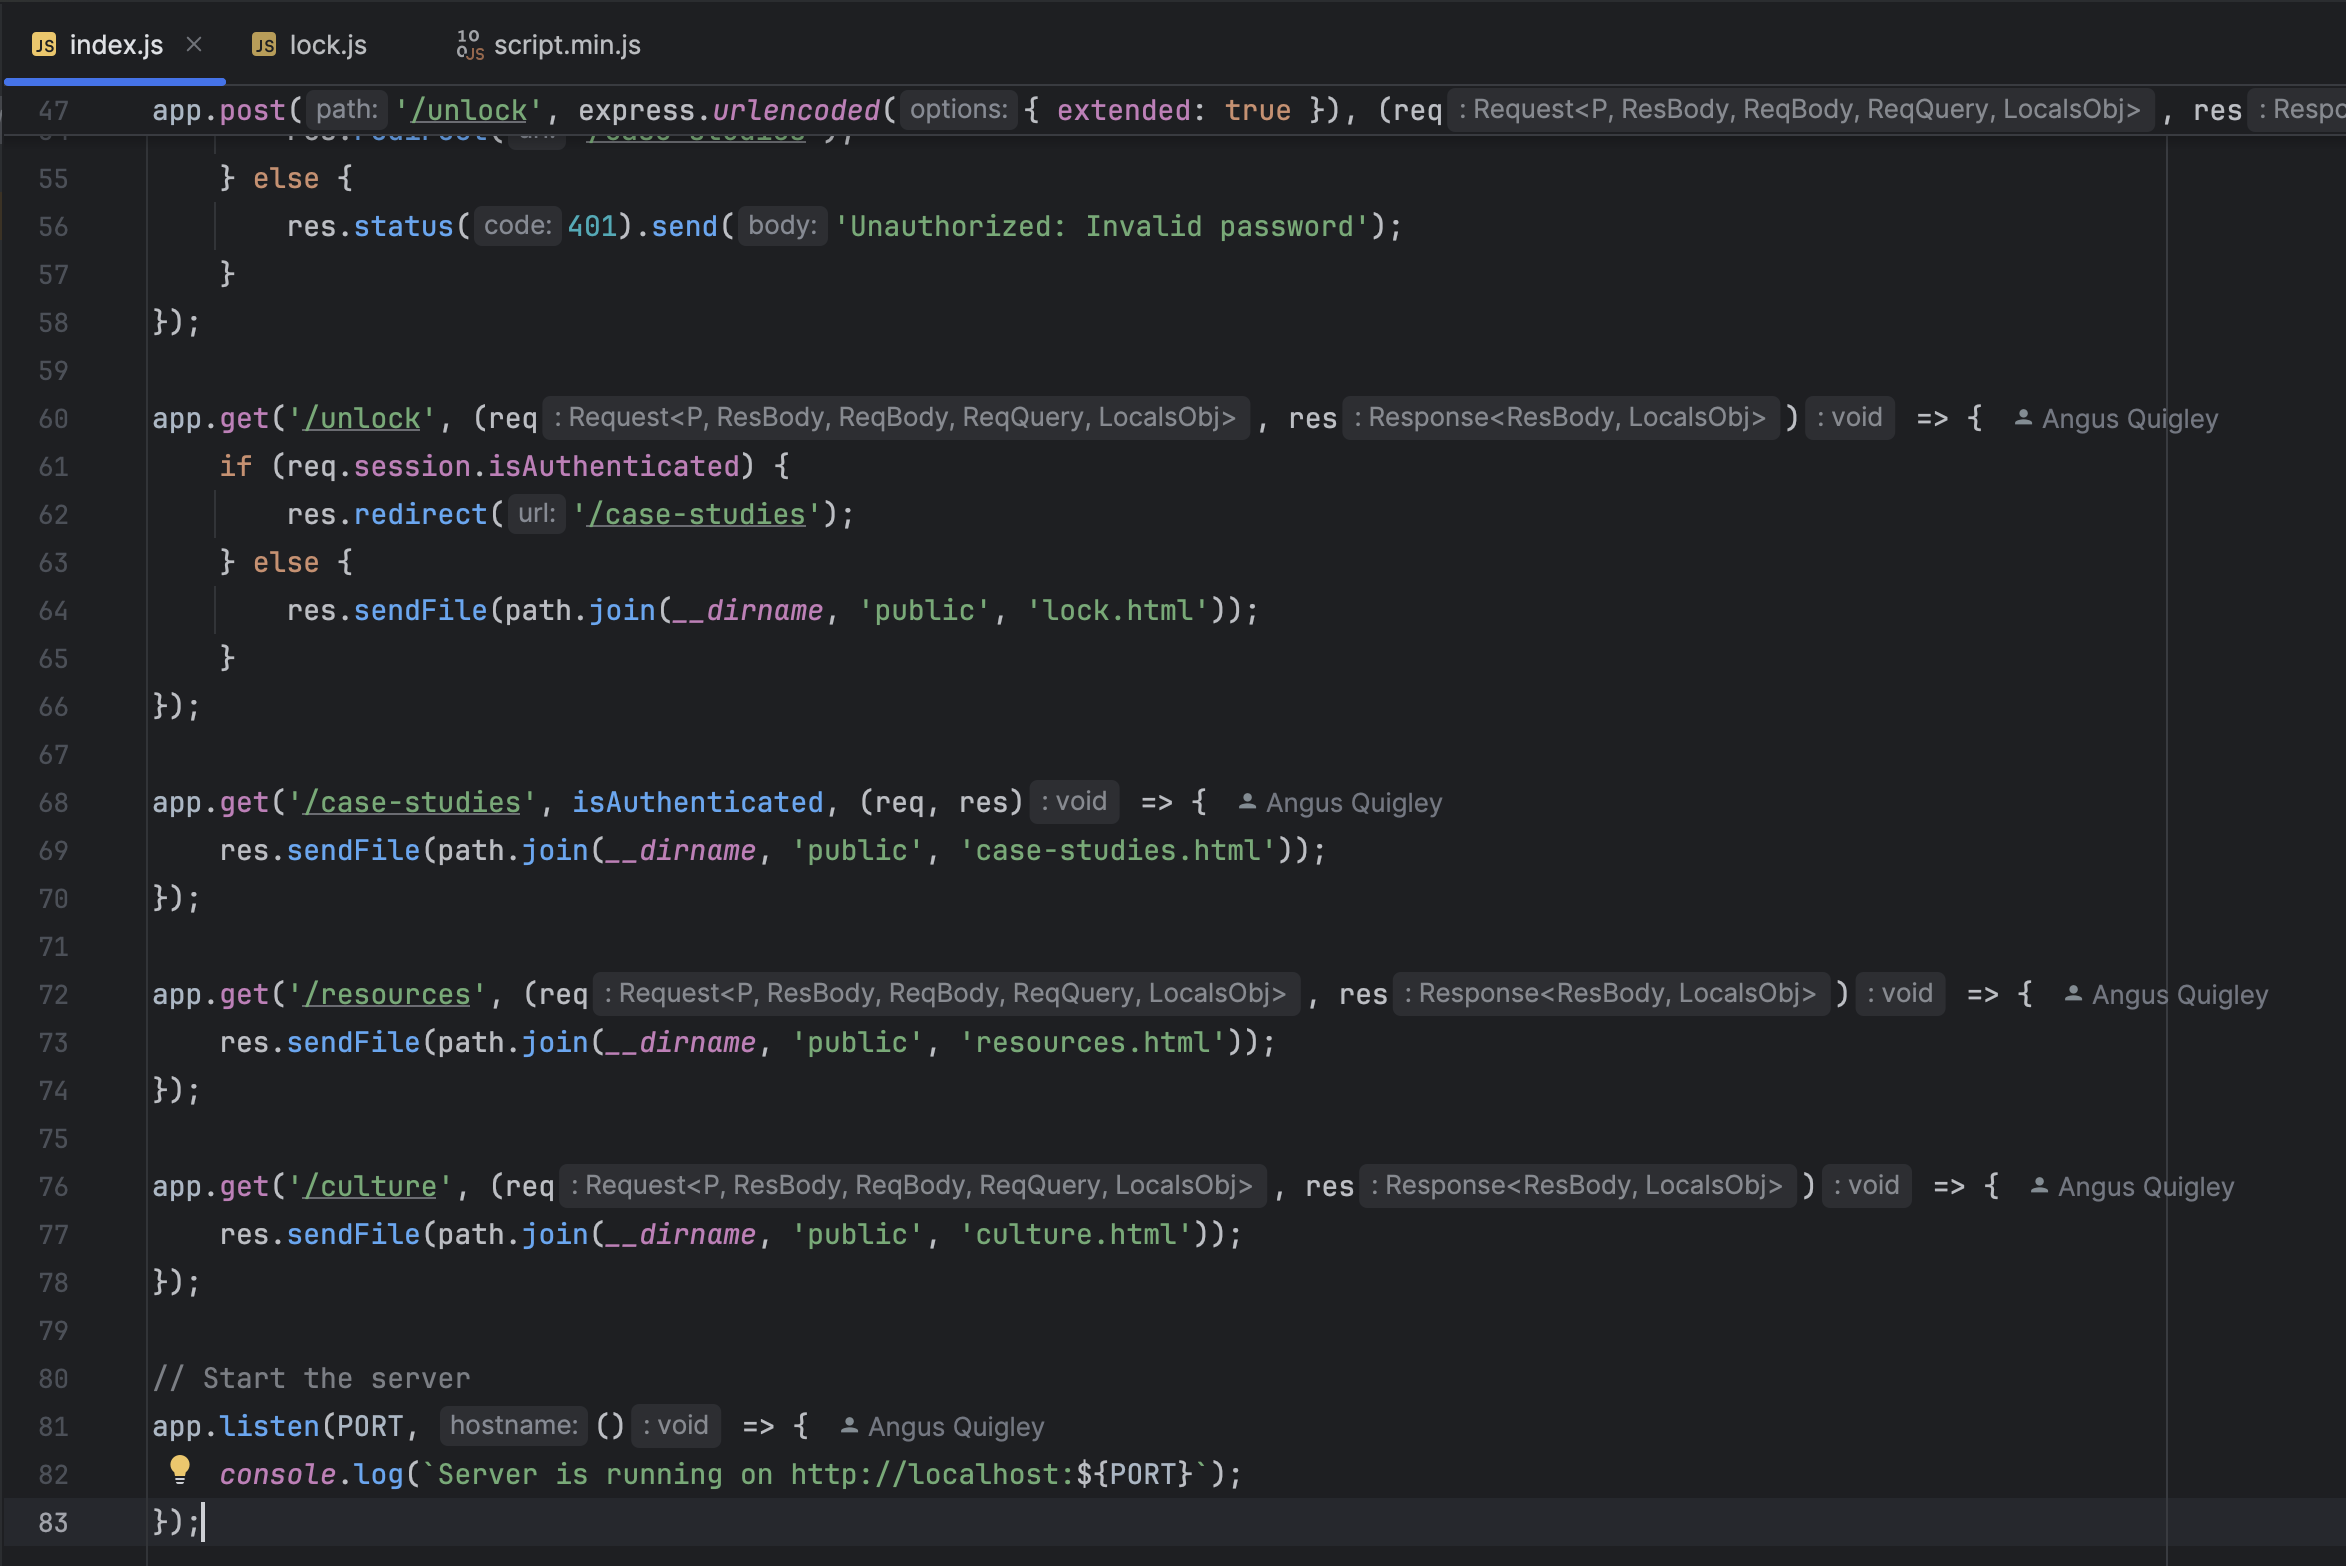 index.js
lock.js
script.min.js
47 app.post( path: '/unlock', express.urlencoded( options: { extended: true }), (req : Request<P, ResBody, ReqBody, ReqQuery, LocalsObj> , res : Respo
55 } else {
56 res.status( code: 401).send( body: 'Unauthorized: Invalid password');
57 }
58 });
59
60 app.get('/unlock', (req : Request<P, ResBody, ReqBody, ReqQuery, LocalsObj> , res : Response<ResBody, LocalsObj> ) : void => { Angus Quigley
61 if (req.session.isAuthenticated) {
62 res.redirect( url: '/case-studies');
63 } else {
64 res.sendFile(path.join(__dirname, 'public', 'lock.html'));
65 }
66 });
67
68 app.get('/case-studies', isAuthenticated, (req, res) : void => { Angus Quigley
69 res.sendFile(path.join(__dirname, 'public', 'case-studies.html'));
70 });
71
72 app.get('/resources', (req : Request<P, ResBody, ReqBody, ReqQuery, LocalsObj> , res : Response<ResBody, LocalsObj> ) : void => { Angus Quigley
73 res.sendFile(path.join(__dirname, 'public', 'resources.html'));
74 });
75
76 app.get('/culture', (req : Request<P, ResBody, ReqBody, ReqQuery, LocalsObj> , res : Response<ResBody, LocalsObj> ) : void => { Angus Quigley
77 res.sendFile(path.join(__dirname, 'public', 'culture.html'));
78 });
79
80 // Start the server
81 app.listen(PORT, hostname: () : void => { Angus Quigley
82 console.log(`Server is running on http://localhost:${PORT}`);
83 });